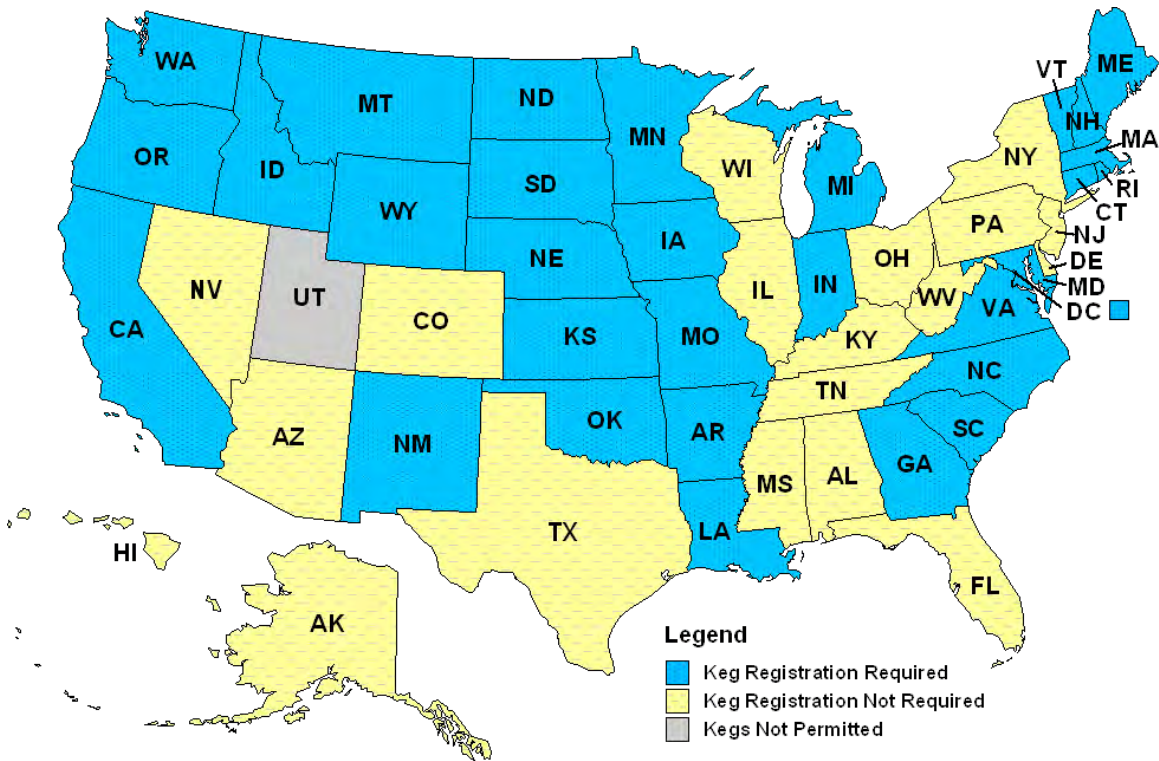 WA
MT
ND
MN
VT
ME
NH
MA
OR
ID
SD
WI
MI
NY
RI
CT
WY
PA
NJ
IA
NE
OH
DE
MD
DC
NV
UT
CO
IL
IN
WV
VA
CA
KS
MO
KY
NC
TN
AZ
NM
OK
AR
SC
GA
MS
AL
TX
LA
HI
FL
AK
Legend
Keg Registration Required
Keg Registration Not Required
Kegs Not Permitted